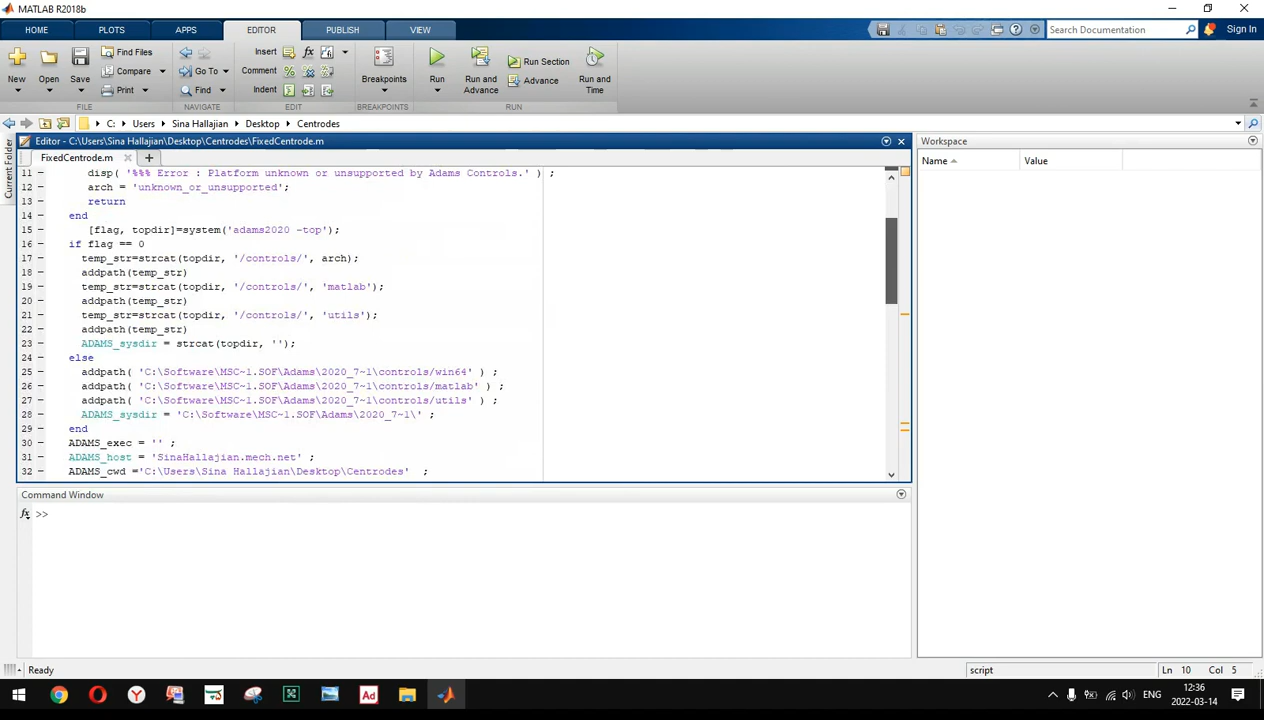 MATLAB R2018b
HOME PLOTS APPS EDITOR PUBLISH VIEW Search Documentation Sign In
New Open Save Find Files Compare Print Go To Find Insert Comment Indent fx Breakpoints Run Run and Advance Run Section Advance Run and Time
FILE NAVIGATE EDIT BREAKPOINTS RUN
C: Users Sina Hallajian Desktop Centrodes
Current Folder
Editor - C:\Users\Sina Hallajian\Desktop\Centrodes\FixedCentrode.m
FixedCentrode.m
11 disp( '%%% Error : Platform unknown or unsupported by Adams Controls.' ) ;
12 arch = 'unknown_or_unsupported';
13 return
14 end
15 [flag, topdir]=system('adams2020 -top');
16 if flag == 0
17 temp_str=strcat(topdir, '/controls/', arch);
18 addpath(temp_str)
19 temp_str=strcat(topdir, '/controls/', 'matlab');
20 addpath(temp_str)
21 temp_str=strcat(topdir, '/controls/', 'utils');
22 addpath(temp_str)
23 ADAMS_sysdir = strcat(topdir, '');
24 else
25 addpath( 'C:\Software\MSC~1.SOF\Adams\2020_7~1\controls/win64' ) ;
26 addpath( 'C:\Software\MSC~1.SOF\Adams\2020_7~1\controls/matlab' ) ;
27 addpath( 'C:\Software\MSC~1.SOF\Adams\2020_7~1\controls/utils' ) ;
28 ADAMS_sysdir = 'C:\Software\MSC~1.SOF\Adams\2020_7~1\' ;
29 end
30 ADAMS_exec = '' ;
31 ADAMS_host = 'SinaHallajian.mech.net' ;
32 ADAMS_cwd ='C:\Users\Sina Hallajian\Desktop\Centrodes' ;
Workspace
Name Value
Command Window
fx >>
Ready script Ln 10 Col 5
Ad
ENG
12:36
2022-03-14